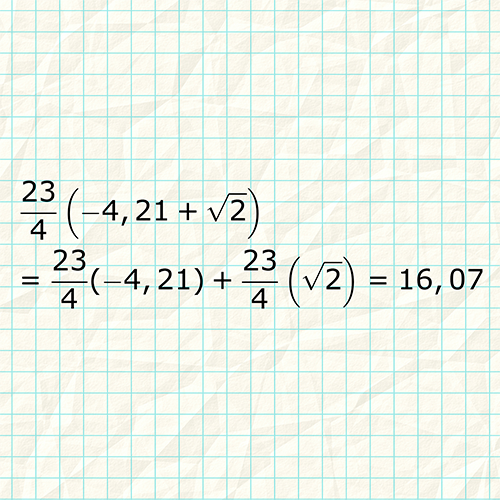 23/4 (−4,21 + √2)
= 23/4 (−4,21) + 23/4 (√2) = 16,07